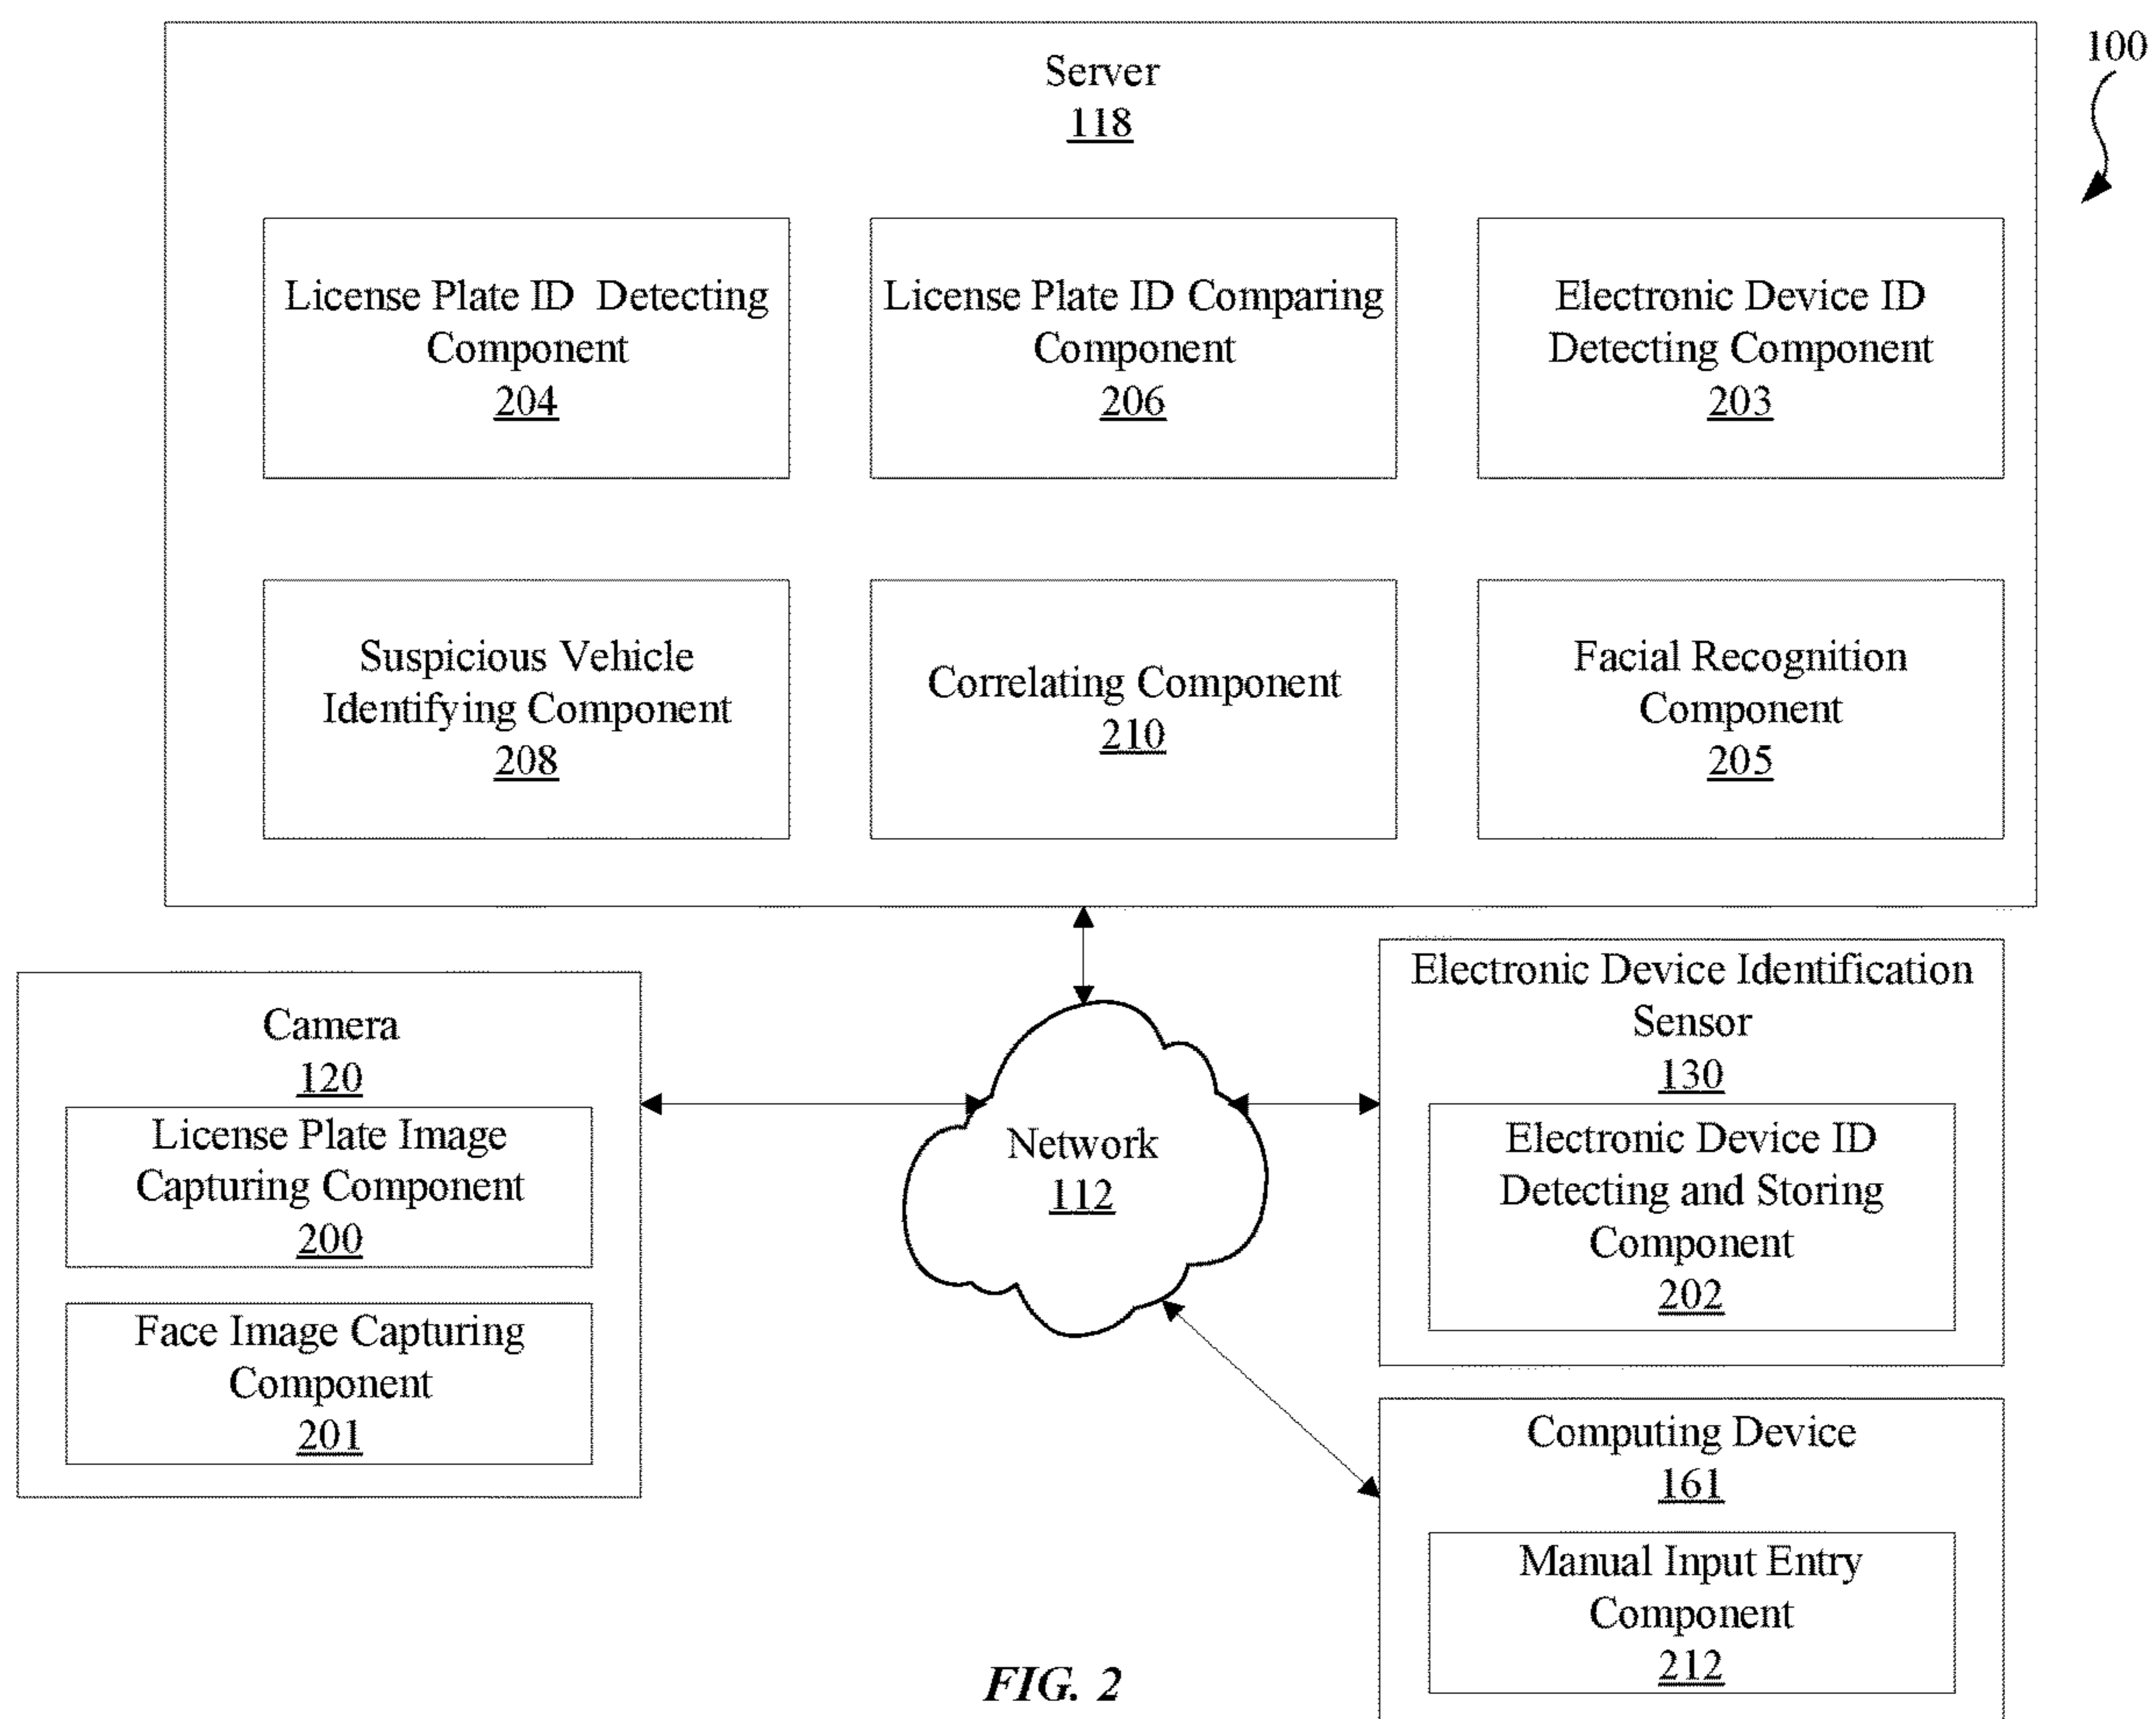 100
Server
118
License Plate ID Detecting
Component
204
License Plate ID Comparing
Component
206
Electronic Device ID
Detecting Component
203
Suspicious Vehicle
Identifying Component
208
Correlating Component
210
Facial Recognition
Component
205
Camera
120
License Plate Image
Capturing Component
200
Face Image Capturing
Component
201
Network
112
Electronic Device Identification
Sensor
130
Electronic Device ID
Detecting and Storing
Component
202
Computing Device
161
Manual Input Entry
Component
212
FIG. 2